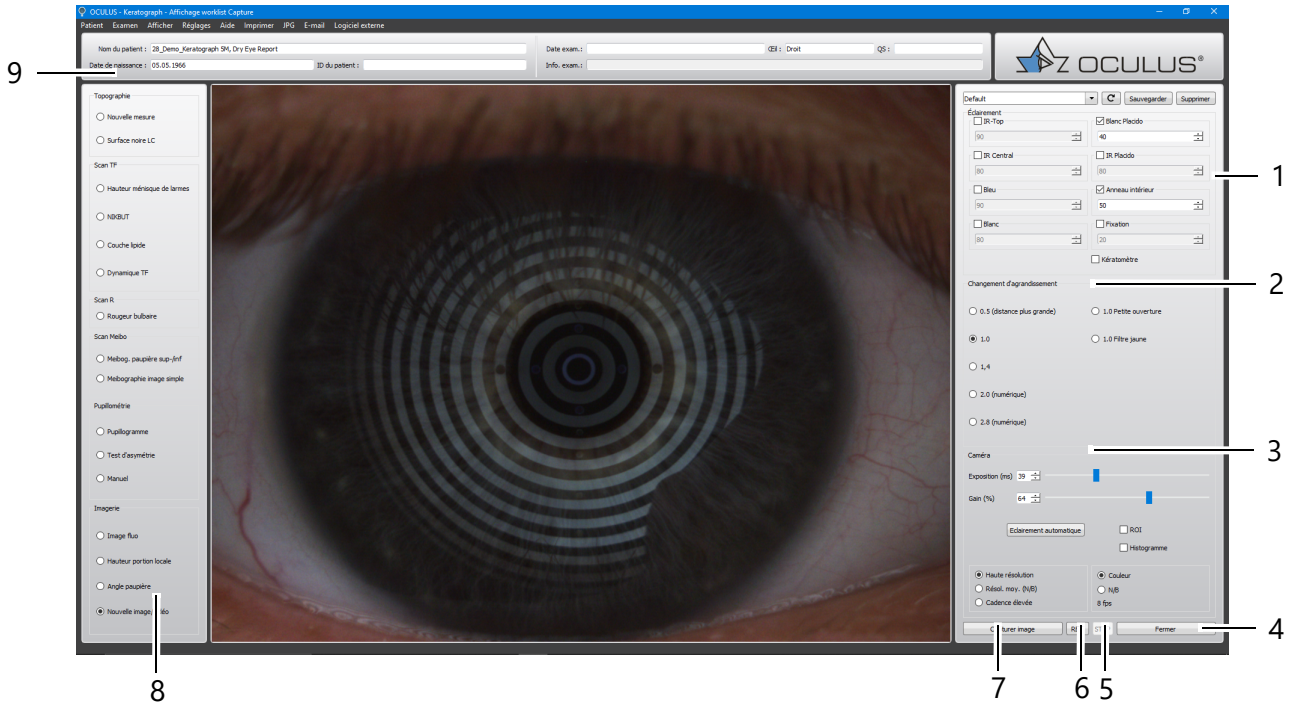 OCULUS - Keratograph - Affichage worklist Capture
Patient Examen Afficher Réglages Aide Imprimer JPG E-mail Logiciel externe
Nom du patient : 28_Demo_Keratograph 5M, Dry Eye Report
Date exam.: Œil : Droit QS :
Date de naissance : 05.05.1966 ID du patient :
Info. exam.:
OCULUS®
9
Topographie
Nouvelle mesure
Surface noire LC
Scan TF
Hauteur ménisque de larmes
NIKBUT
Couche lipide
Dynamique TF
Scan R
Rougeur bulbaire
Scan Meibo
Meibog. paupière sup-/inf
Meibographie image simple
Pupillométrie
Pupillogramme
Test d'asymétrie
Manuel
Imagerie
Image fluo
Hauteur portion locale
Angle paupière
Nouvelle image/
8
Default Sauvegarder Supprimer
Éclairement
IR-Top Blanc Placido
90 40
IR Central IR Placido
80 80
1
Bleu Anneau intérieur
90 50
Blanc Fixation
80 20
Kératomètre
Changement d'agrandissement
2
0.5 (distance plus grande) 1.0 Petite ouverture
1.0 1.0 Filtre jaune
1,4
2.0 (numérique)
2.8 (numérique)
Caméra
3
Exposition (ms) 39
Gain (%) 64
Eclairement automatique ROI
Histogramme
Haute résolution Couleur
Résol. moy. (N/B) N/B
Cadence élevée 8 fps
image Fermer
4
7 6 5